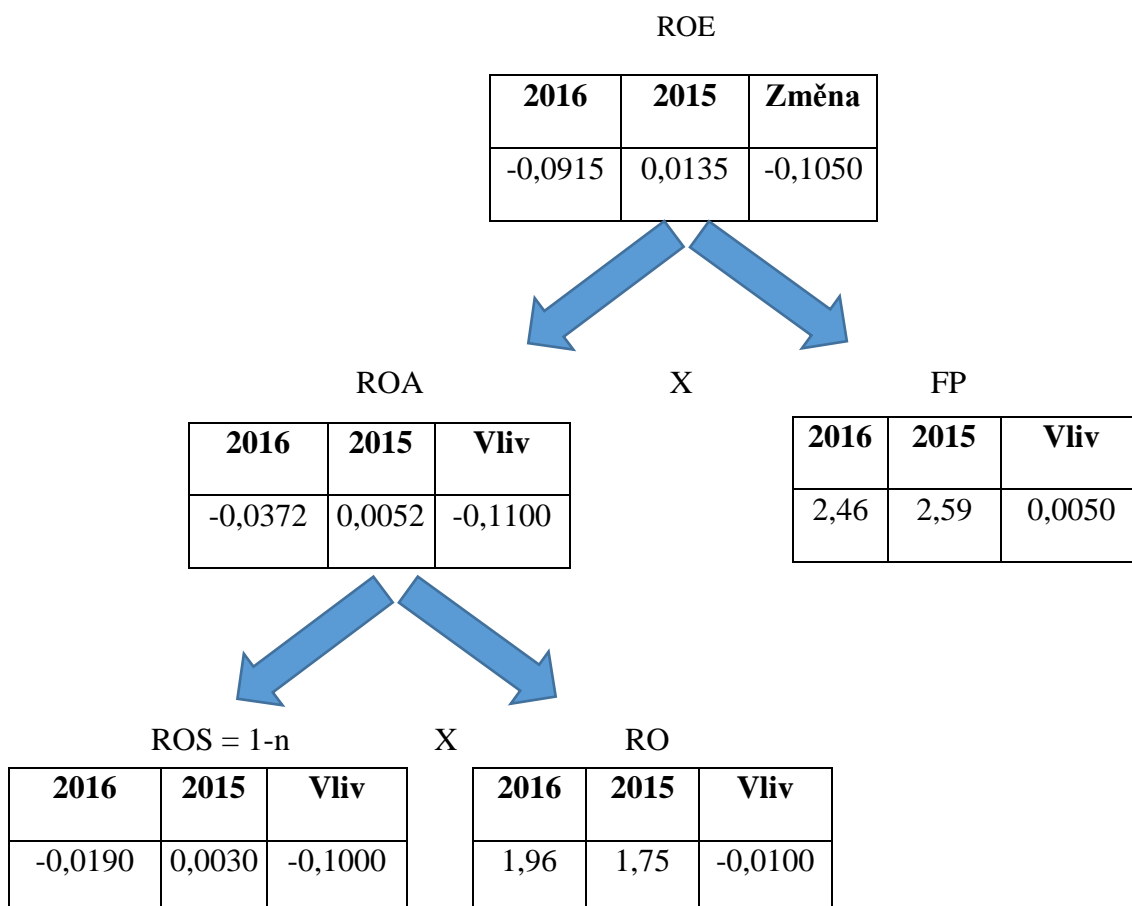 ROE
2016 2015 Změna
-0,0915 0,0135 -0,1050
ROA X FP
2016 2015 Vliv
-0,0372 0,0052 -0,1100
2016 2015 Vliv
2,46 2,59 0,0050
ROS = 1-n X RO
2016 2015 Vliv
-0,0190 0,0030 -0,1000
2016 2015 Vliv
1,96 1,75 -0,0100